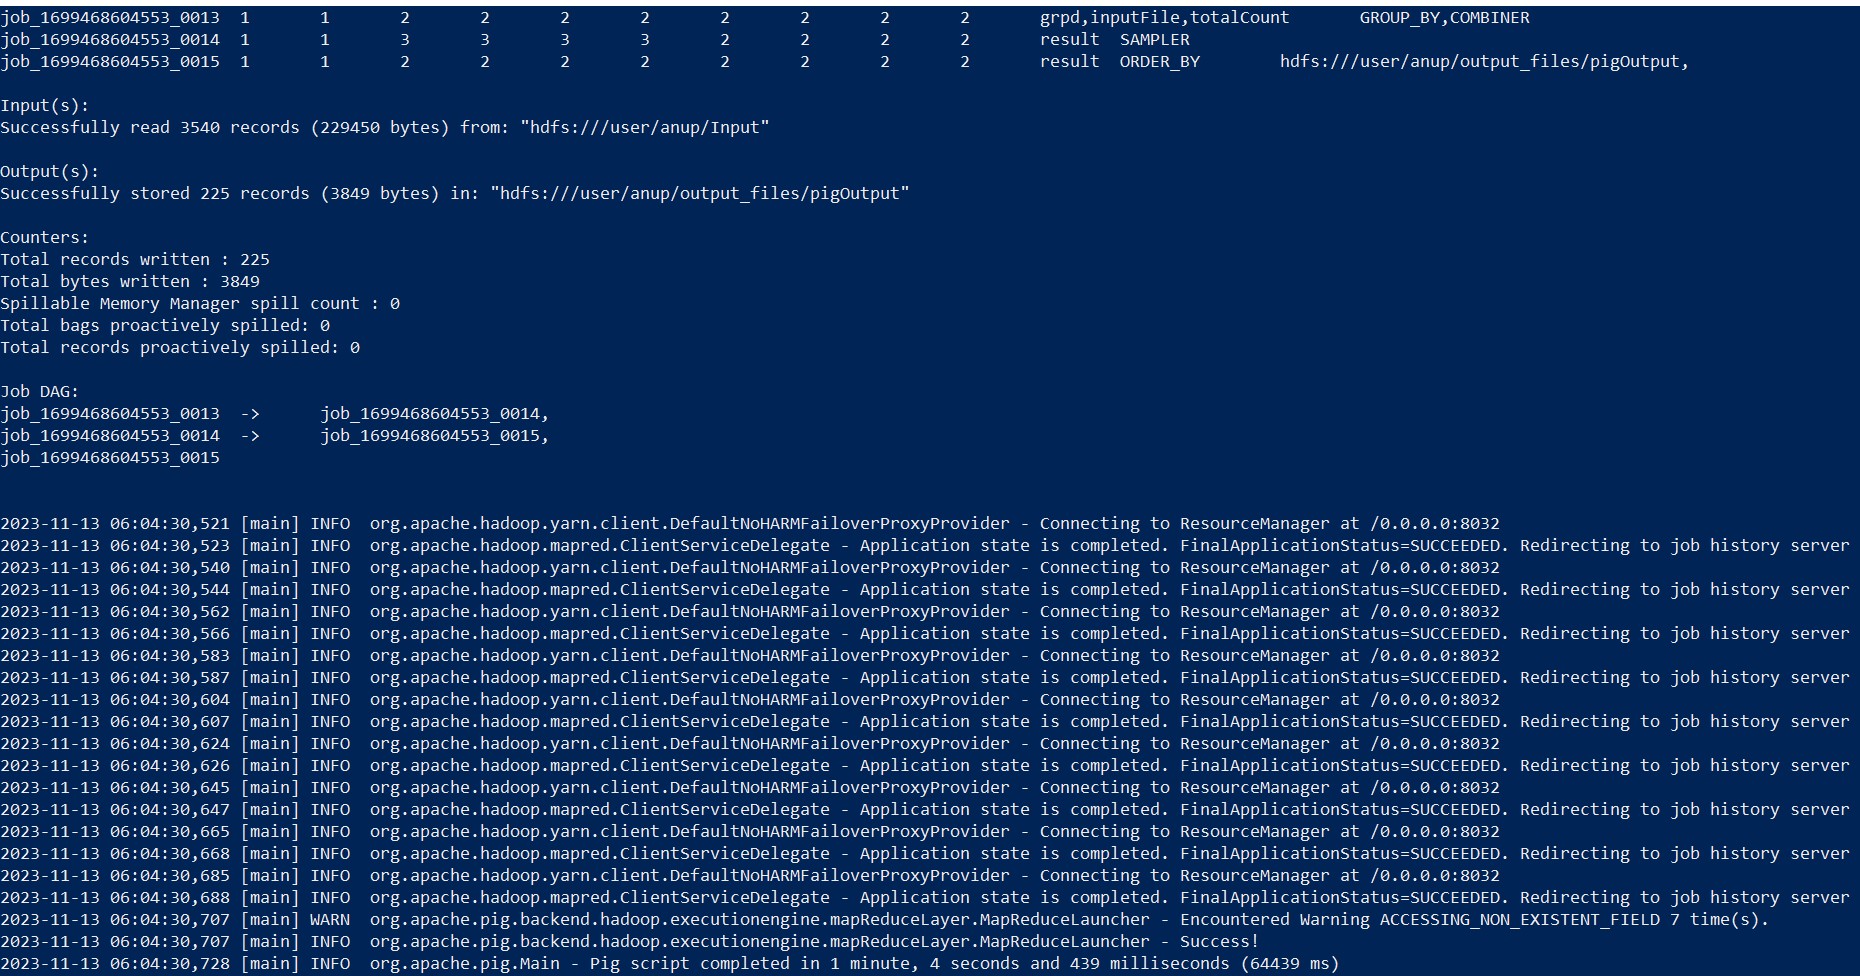 job_1699468604553_0013  1       1       2       2       2       2       2       2       2       2       grpd,inputFile,totalCount       GROUP_BY,COMBINER
job_1699468604553_0014  1       1       3       3       3       3       2       2       2       2       result  SAMPLER
job_1699468604553_0015  1       1       2       2       2       2       2       2       2       2       result  ORDER_BY        hdfs:///user/anup/output_files/pigOutput,
Input(s):
Successfully read 3540 records (229450 bytes) from: "hdfs:///user/anup/Input"
Output(s):
Successfully stored 225 records (3849 bytes) in: "hdfs:///user/anup/output_files/pigOutput"
Counters:
Total records written : 225
Total bytes written : 3849
Spillable Memory Manager spill count : 0
Total bags proactively spilled: 0
Total records proactively spilled: 0
Job DAG:
job_1699468604553_0013  ->      job_1699468604553_0014,
job_1699468604553_0014  ->      job_1699468604553_0015,
job_1699468604553_0015
2023-11-13 06:04:30,521 [main] INFO  org.apache.hadoop.yarn.client.DefaultNoHARMFailoverProxyProvider - Connecting to ResourceManager at /0.0.0.0:8032
2023-11-13 06:04:30,523 [main] INFO  org.apache.hadoop.mapred.ClientServiceDelegate - Application state is completed. FinalApplicationStatus=SUCCEEDED. Redirecting to job history server
2023-11-13 06:04:30,540 [main] INFO  org.apache.hadoop.yarn.client.DefaultNoHARMFailoverProxyProvider - Connecting to ResourceManager at /0.0.0.0:8032
2023-11-13 06:04:30,544 [main] INFO  org.apache.hadoop.mapred.ClientServiceDelegate - Application state is completed. FinalApplicationStatus=SUCCEEDED. Redirecting to job history server
2023-11-13 06:04:30,562 [main] INFO  org.apache.hadoop.yarn.client.DefaultNoHARMFailoverProxyProvider - Connecting to ResourceManager at /0.0.0.0:8032
2023-11-13 06:04:30,566 [main] INFO  org.apache.hadoop.mapred.ClientServiceDelegate - Application state is completed. FinalApplicationStatus=SUCCEEDED. Redirecting to job history server
2023-11-13 06:04:30,583 [main] INFO  org.apache.hadoop.yarn.client.DefaultNoHARMFailoverProxyProvider - Connecting to ResourceManager at /0.0.0.0:8032
2023-11-13 06:04:30,587 [main] INFO  org.apache.hadoop.mapred.ClientServiceDelegate - Application state is completed. FinalApplicationStatus=SUCCEEDED. Redirecting to job history server
2023-11-13 06:04:30,604 [main] INFO  org.apache.hadoop.yarn.client.DefaultNoHARMFailoverProxyProvider - Connecting to ResourceManager at /0.0.0.0:8032
2023-11-13 06:04:30,607 [main] INFO  org.apache.hadoop.mapred.ClientServiceDelegate - Application state is completed. FinalApplicationStatus=SUCCEEDED. Redirecting to job history server
2023-11-13 06:04:30,624 [main] INFO  org.apache.hadoop.yarn.client.DefaultNoHARMFailoverProxyProvider - Connecting to ResourceManager at /0.0.0.0:8032
2023-11-13 06:04:30,626 [main] INFO  org.apache.hadoop.mapred.ClientServiceDelegate - Application state is completed. FinalApplicationStatus=SUCCEEDED. Redirecting to job history server
2023-11-13 06:04:30,645 [main] INFO  org.apache.hadoop.yarn.client.DefaultNoHARMFailoverProxyProvider - Connecting to ResourceManager at /0.0.0.0:8032
2023-11-13 06:04:30,647 [main] INFO  org.apache.hadoop.mapred.ClientServiceDelegate - Application state is completed. FinalApplicationStatus=SUCCEEDED. Redirecting to job history server
2023-11-13 06:04:30,665 [main] INFO  org.apache.hadoop.yarn.client.DefaultNoHARMFailoverProxyProvider - Connecting to ResourceManager at /0.0.0.0:8032
2023-11-13 06:04:30,668 [main] INFO  org.apache.hadoop.mapred.ClientServiceDelegate - Application state is completed. FinalApplicationStatus=SUCCEEDED. Redirecting to job history server
2023-11-13 06:04:30,685 [main] INFO  org.apache.hadoop.yarn.client.DefaultNoHARMFailoverProxyProvider - Connecting to ResourceManager at /0.0.0.0:8032
2023-11-13 06:04:30,688 [main] INFO  org.apache.hadoop.mapred.ClientServiceDelegate - Application state is completed. FinalApplicationStatus=SUCCEEDED. Redirecting to job history server
2023-11-13 06:04:30,707 [main] WARN  org.apache.pig.backend.hadoop.executionengine.mapReduceLayer.MapReduceLauncher - Encountered Warning ACCESSING_NON_EXISTENT_FIELD 7 time(s).
2023-11-13 06:04:30,707 [main] INFO  org.apache.pig.backend.hadoop.executionengine.mapReduceLayer.MapReduceLauncher - Success!
2023-11-13 06:04:30,728 [main] INFO  org.apache.pig.Main - Pig script completed in 1 minute, 4 seconds and 439 milliseconds (64439 ms)